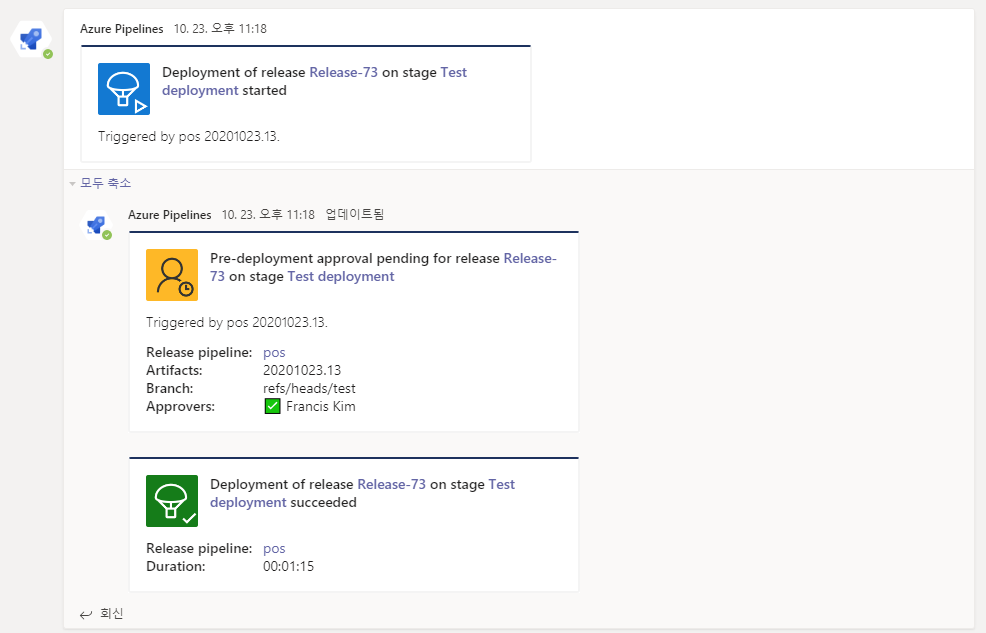 Azure Pipelines 10. 23. 오후 11:18
Deployment of release Release-73 on stage Test
deployment started
Triggered by pos 20201023.13.
모두 축소
Azure Pipelines 10. 23. 오후 11:18 업데이트됨
Pre-deployment approval pending for release Release-
73 on stage Test deployment
Triggered by pos 20201023.13.
Release pipeline: pos
Artifacts: 20201023.13
Branch: refs/heads/test
Approvers: ✅ Francis Kim
Deployment of release Release-73 on stage Test
deployment succeeded
Release pipeline: pos
Duration: 00:01:15
회신